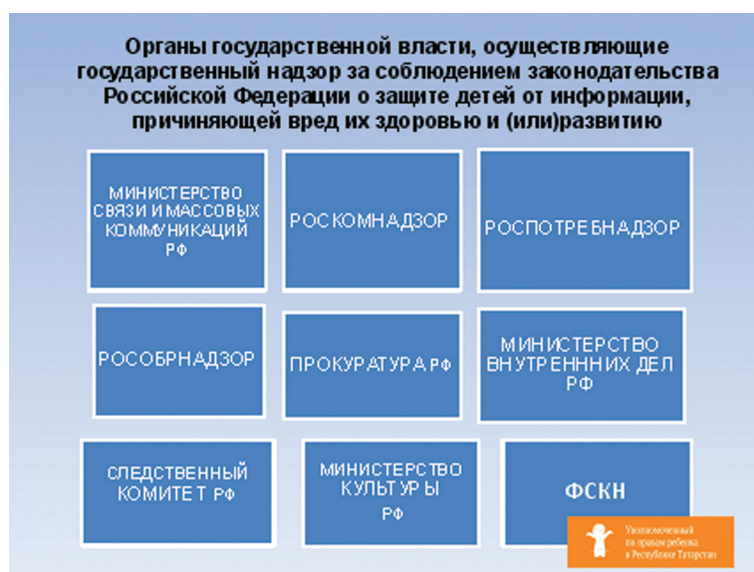 Органы государственной власти, осуществляющие
государственный надзор за соблюдением законодательства
Российской Федерации о защите детей от информации,
причиняющей вред их здоровью и (или)развитию
МИНИСТЕРСТВО
СВЯЗИ И МАССОВЫХ
КОММУНИКАЦИЙ
РФ
РОСКОМНАДЗОР
РОСПОТРЕБНАДЗОР
РОСОБРНАДЗОР
ПРОКУРАТУРА РФ
МИНИСТЕРСТВО
ВНУТРЕНННИХ ДЕЛ
РФ
СЛЕДСТВЕННЫЙ
КОМИТЕТ РФ
МИНИСТЕРСТВО
КУЛЬТУРЫ
РФ
ФСКН
Уполномоченный
по правам ребенка
в Республике Татарстан